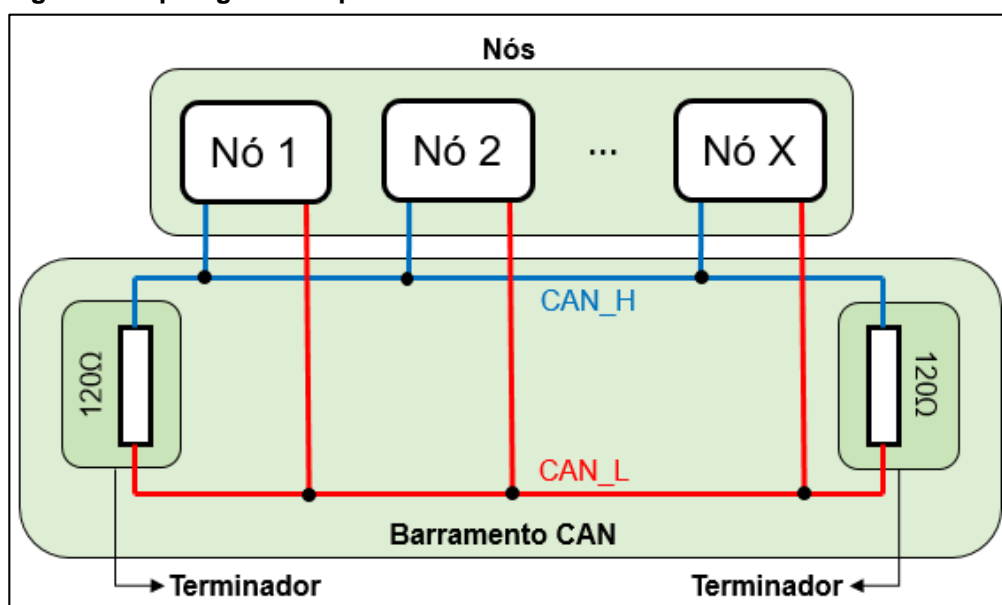 Nós
Nó 1
Nó 2
...
Nó X
CAN_H
120Ω
120Ω
CAN_L
Barramento CAN
Terminador
Terminador